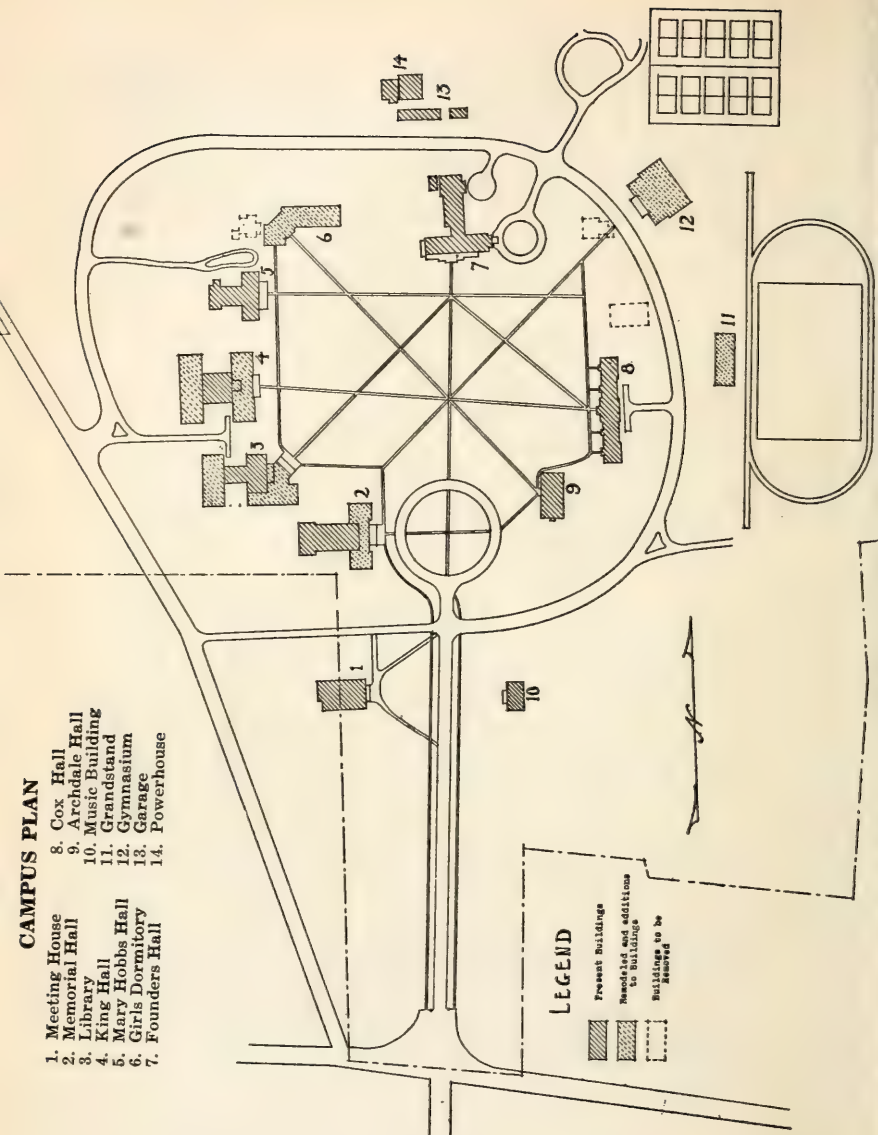 CAMPUS PLAN
1. Meeting House
2. Memorial Hall
3. Library
4. King Hall
5. Mary Hobbs Hall
6. Girls Dormitory
7. Founders Hall
8. Cox Hall
9. Archdale Hall
10. Music Building
11. Grandstand
12. Gymnasium
13. Garage
14. Powerhouse
LEGEND
Present Buildings
Remodeled and additions
to Buildings
Buildings to be
Removed
N
1
2
3
4
5
6
7
8
9
10
11
12
13
14